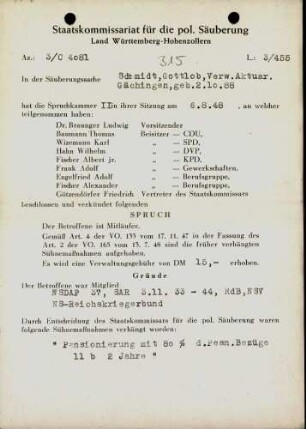 Staatskommissariat für die pol. Säuberung
Land Württemberg-Hohenzollern
Az.: 3/C 4081
315
L.: 3/455
In der Säuberungssache
Schmidt, Gottlob, Verw. Aktuar.
Gächingen, geb. 2.10.88
hat die Spruchkammer II in ihrer Sitzung am 6.8.48 , an welcher
teilgenommen haben:
Dr. Braunger Ludwig Vorsitzender
Baumann Thomas Beisitzer — CDU,
Wizemann Karl „ — SPD,
Hahn Wilhelm „ — DVP,
Fischer Albert jr. „ — KPD,
Frank Adolf „ — Gewerkschaften.
Engelfried Adolf „ — Berufsgruppe,
Fischer Alexander „ — Berufsgruppe,
Gützendörfer Friedrich Vertreter des Staatskommissars
beschlossen und verkündet folgenden
SPRUCH
Der Betroffene ist Mitläufer.
Gemäß Art. 4 der VO. 133 vom 17. 11. 47 in der Fassung des
Art. 2 der VO. 165 vom 13. 7. 48 sind die früher verhängten
Sühnemaßnahmen aufgehoben.
Es wird eine Verwaltungsgebühr von DM 15,- erhoben.
Gründe
Der Betroffene war Mitglied
NSDAP 37, SAR 3.11. 33 - 44, RdB, NSV
NS-Reichskriegerbund
Durch Entscheidung des Staatskommissars für die pol. Säuberung waren
folgende Sühnemaßnahmen verhängt worden:
" Pensionierung mit 80 % d. Pens. Bezüge
11 b 2 Jahre "